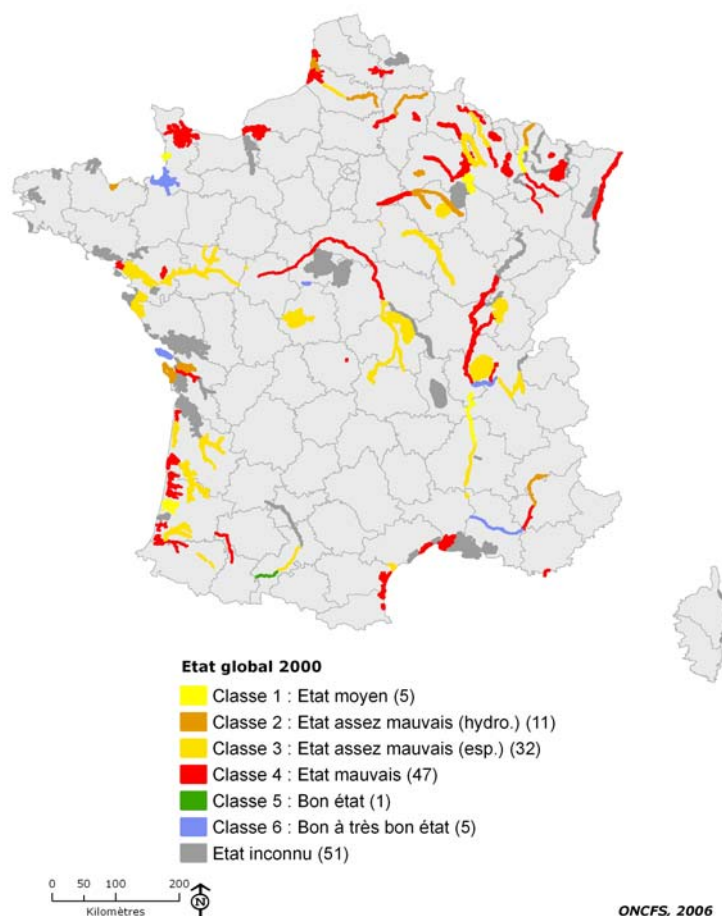 Etat global 2000
Classe 1 : Etat moyen (5)
Classe 2 : Etat assez mauvais (hydro.) (11)
Classe 3 : Etat assez mauvais (esp.) (32)
Classe 4 : Etat mauvais (47)
Classe 5 : Bon état (1)
Classe 6 : Bon à très bon état (5)
Etat inconnu (51)
0 50 100 200
Kilomètres
N
ONCFS, 2006